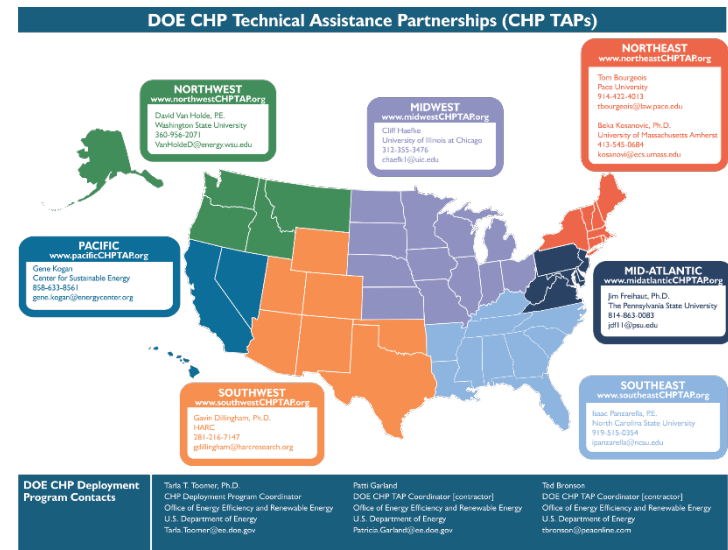 DOE CHP Technical Assistance Partnerships (CHP TAPs)
NORTHEAST
www.northeastCHPTAP.org
Tom Bourgeois
Pace University
914-422-4013
tbourgeois@law.pace.edu
Beka Kosanovic, Ph.D.
University of Massachusetts Amherst
413-545-0684
kosanovi@ecs.umass.edu
NORTHWEST
www.northwestCHPTAP.org
David Van Holde, P.E.
Washington State University
360-956-2071
VanHoldeD@energy.wsu.edu
MIDWEST
www.midwestCHPTAP.org
Cliff Haefke
University of Illinois at Chicago
312-355-3476
chaefk1@uic.edu
PACIFIC
www.pacificCHPTAP.org
Gene Kogan
Center for Sustainable Energy
858-633-8561
gene.kogan@energycenter.org
MID-ATLANTIC
www.midatlanticCHPTAP.org
Jim Freihaut, Ph.D.
The Pennsylvania State University
814-863-0083
jdf11@psu.edu
SOUTHWEST
www.southwestCHPTAP.org
Gavin Dillingham, Ph.D.
HARC
281-216-7147
gdillingham@harcresearch.org
SOUTHEAST
www.southeastCHPTAP.org
Isaac Panzarella, P.E.
North Carolina State University
919-515-0354
ipanzarella@ncsu.edu
DOE CHP Deployment
Program Contacts
Tarla T. Toomer, Ph.D.
CHP Deployment Program Coordinator
Office of Energy Efficiency and Renewable Energy
U.S. Department of Energy
Tarla.Toomer@ee.doe.gov
Patti Garland
DOE CHP TAP Coordinator [contractor]
Office of Energy Efficiency and Renewable Energy
U.S. Department of Energy
Patricia.Garland@ee.doe.gov
Ted Bronson
DOE CHP TAP Coordinator [contractor]
Office of Energy Efficiency and Renewable Energy
U.S. Department of Energy
tbronson@peaonline.com